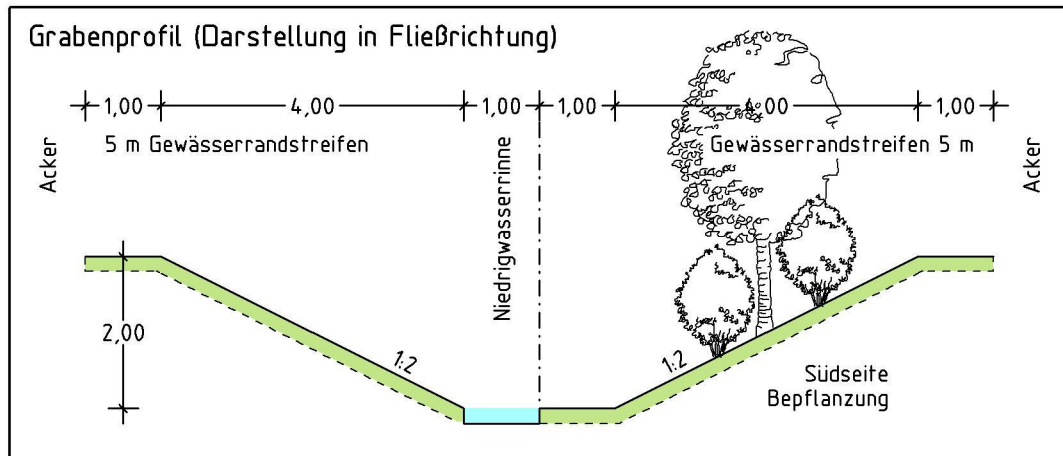 Grabenprofil (Darstellung in Fließrichtung)
1,00 4,00 1,00 1,00 4,00 1,00
5 m Gewässerrandstreifen
Gewässerrandstreifen 5 m
Acker
Niedrigwasserrinne
Acker
2,00
1:2
1:2
Südseite
Bepflanzung